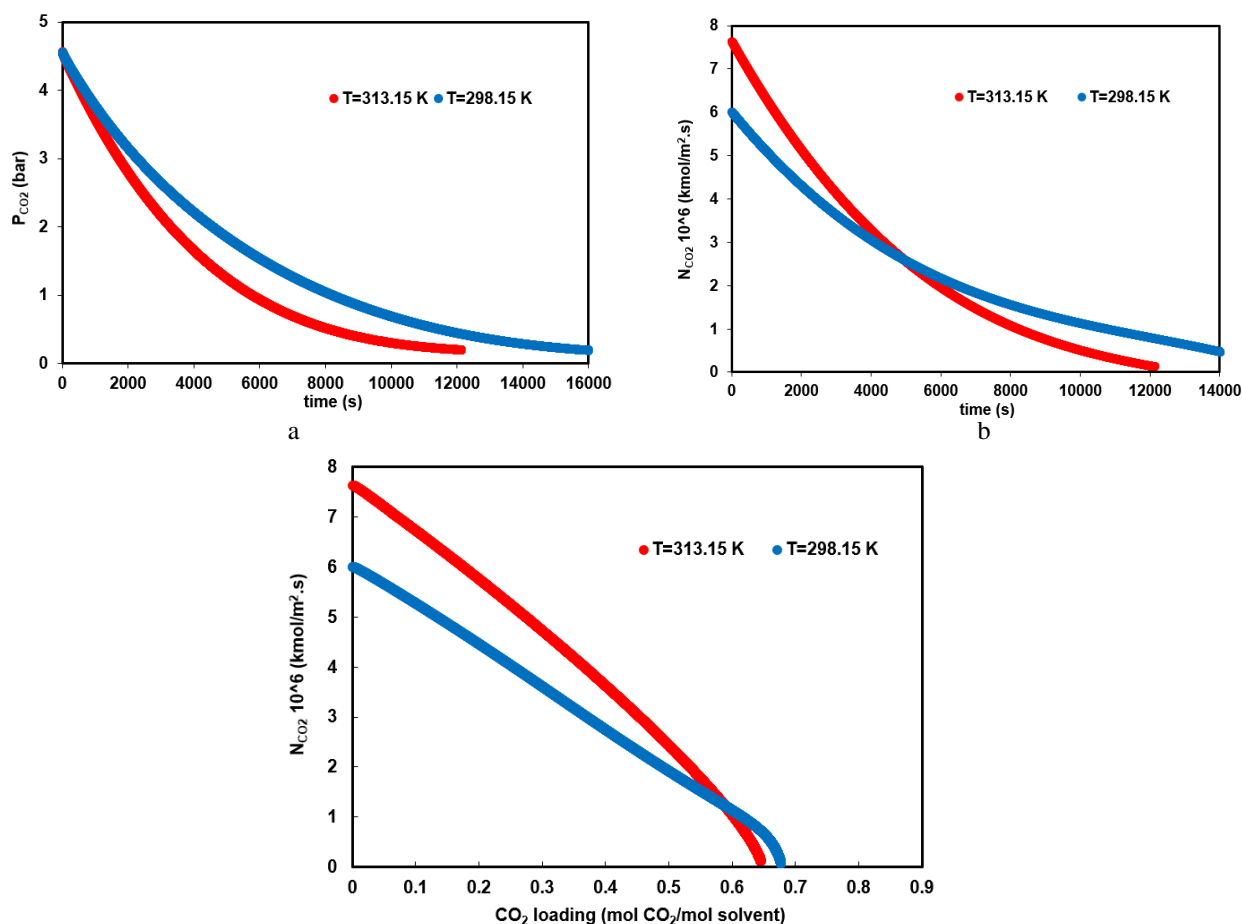 5
4
3
2
1
0
P_CO2 (bar)
T=313.15 K T=298.15 K
0 2000 4000 6000 8000 10000 12000 14000 16000
time (s)
a
8
7
6
5
4
3
2
1
0
N_CO2 10^6 (kmol/m².s)
T=313.15 K T=298.15 K
0 2000 4000 6000 8000 10000 12000 14000
time (s)
b
8
7
6
5
4
3
2
1
0
N_CO2 10^6 (kmol/m².s)
T=313.15 K T=298.15 K
0 0.1 0.2 0.3 0.4 0.5 0.6 0.7 0.8 0.9
CO₂ loading (mol CO₂/mol solvent)